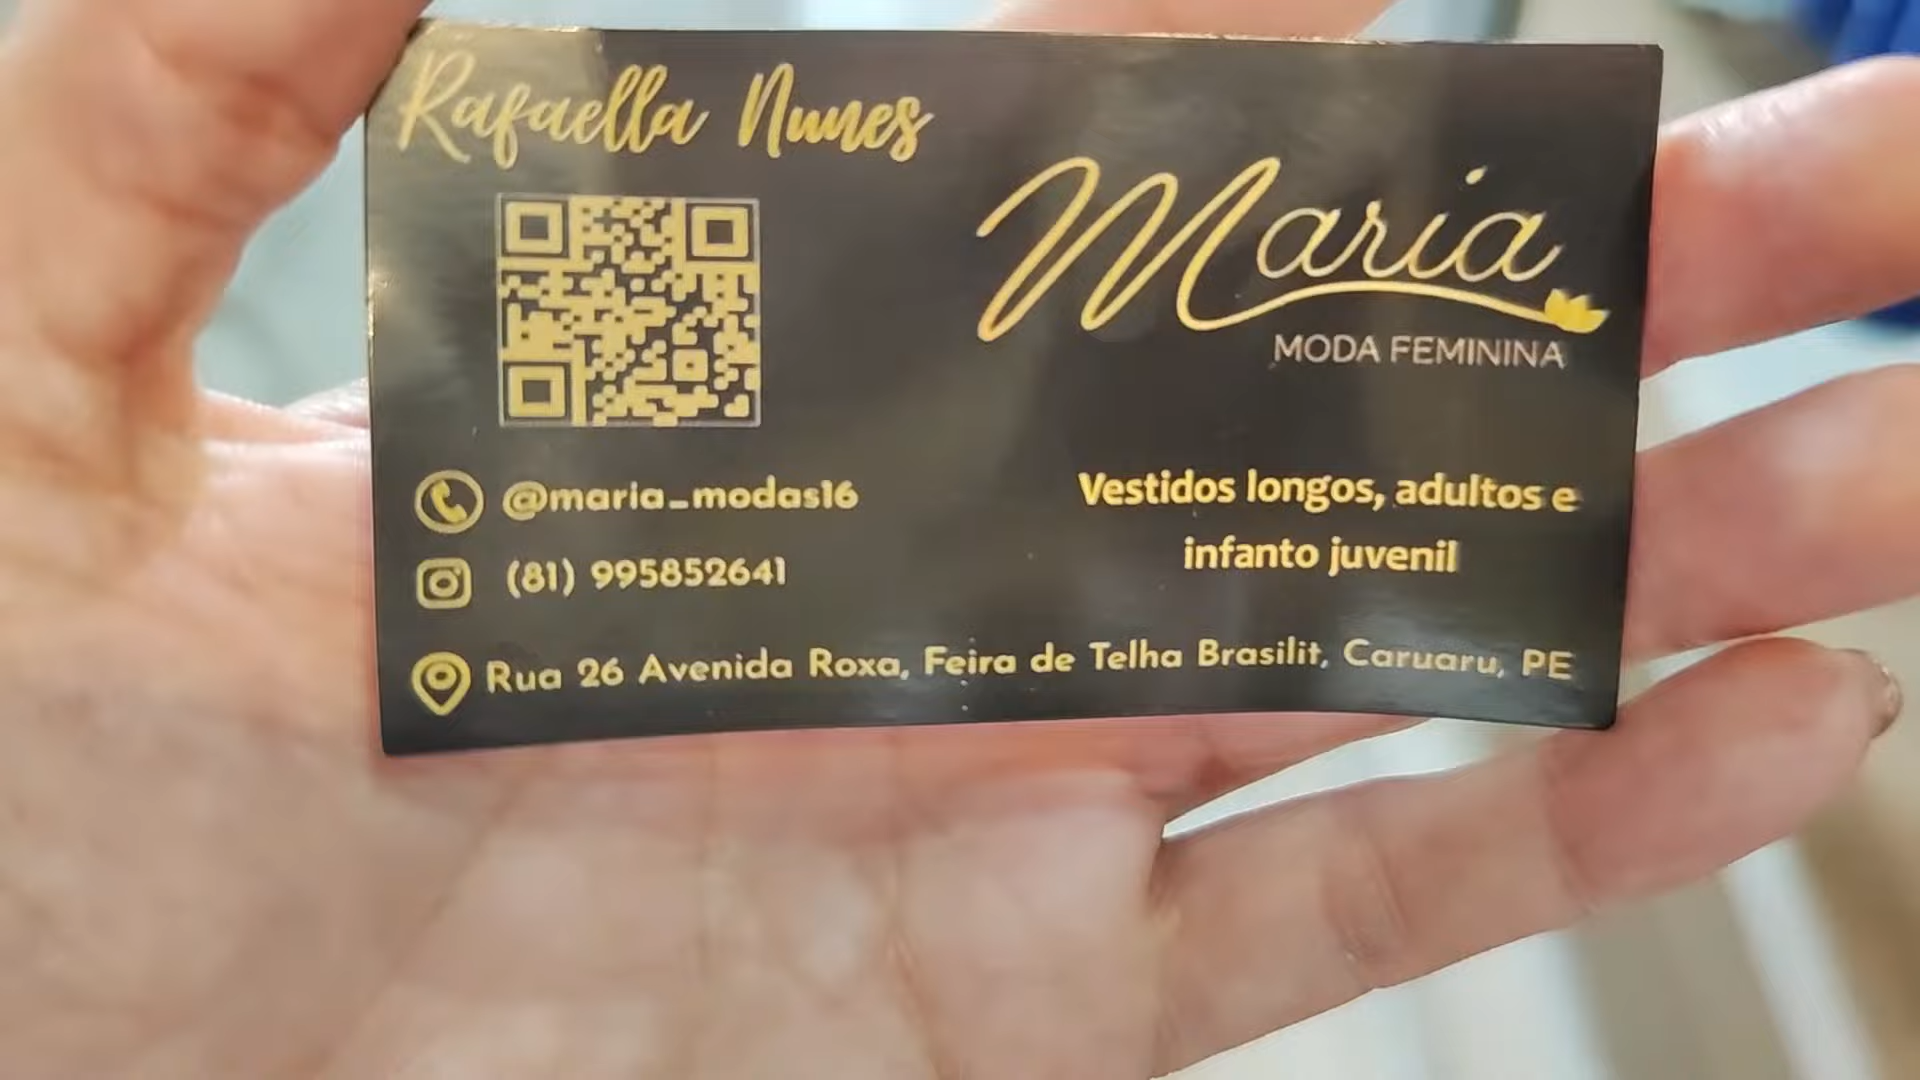 Rafaella Nunes
Maria
MODA FEMININA
@maria_modas16
(81) 995852641
Vestidos longos, adultos e
infanto juvenil
Rua 26 Avenida Roxa, Feira de Telha Brasilit, Caruaru, PE